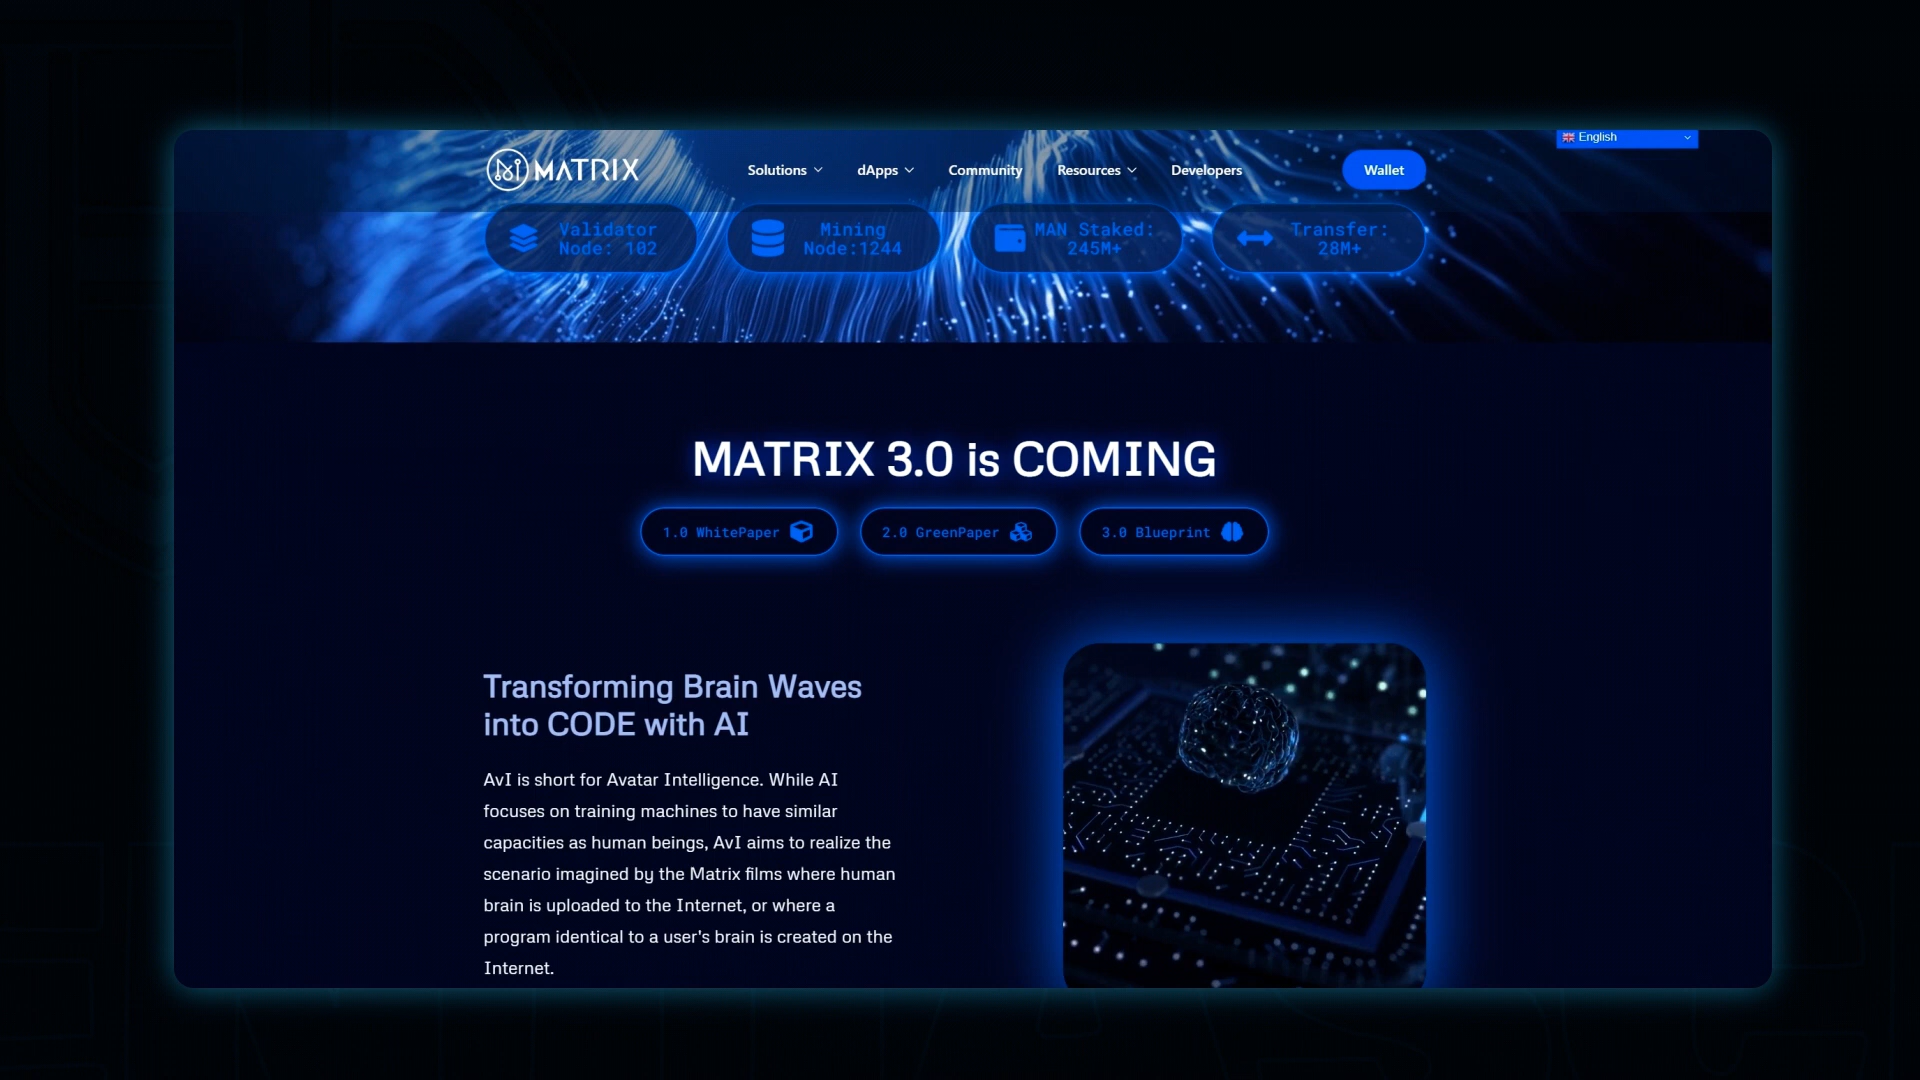 English
MATRIX
Solutions
dApps
Community
Resources
Developers
Wallet
Validator
Node: 102
Mining
Node:1244
MAN Staked:
245M+
Transfer:
28M+
MATRIX 3.0 is COMING
1.0 WhitePaper
2.0 GreenPaper
3.0 Blueprint
Transforming Brain Waves
into CODE with AI
AvI is short for Avatar Intelligence. While AI
focuses on training machines to have similar
capacities as human beings, AvI aims to realize the
scenario imagined by the Matrix films where human
brain is uploaded to the Internet, or where a
program identical to a user's brain is created on the
Internet.